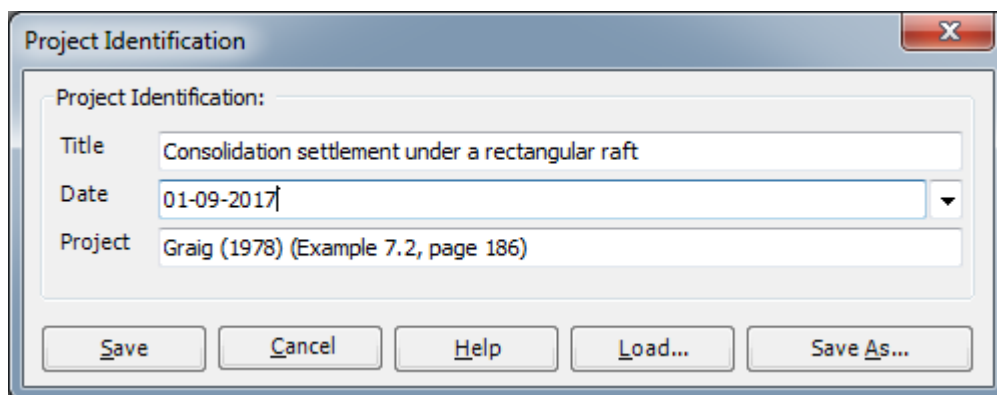 Project Identification
Project Identification:
Title Consolidation settlement under a rectangular raft
Date 01-09-2017
Project Graig (1978) (Example 7.2, page 186)
Save Cancel Help Load... Save As...